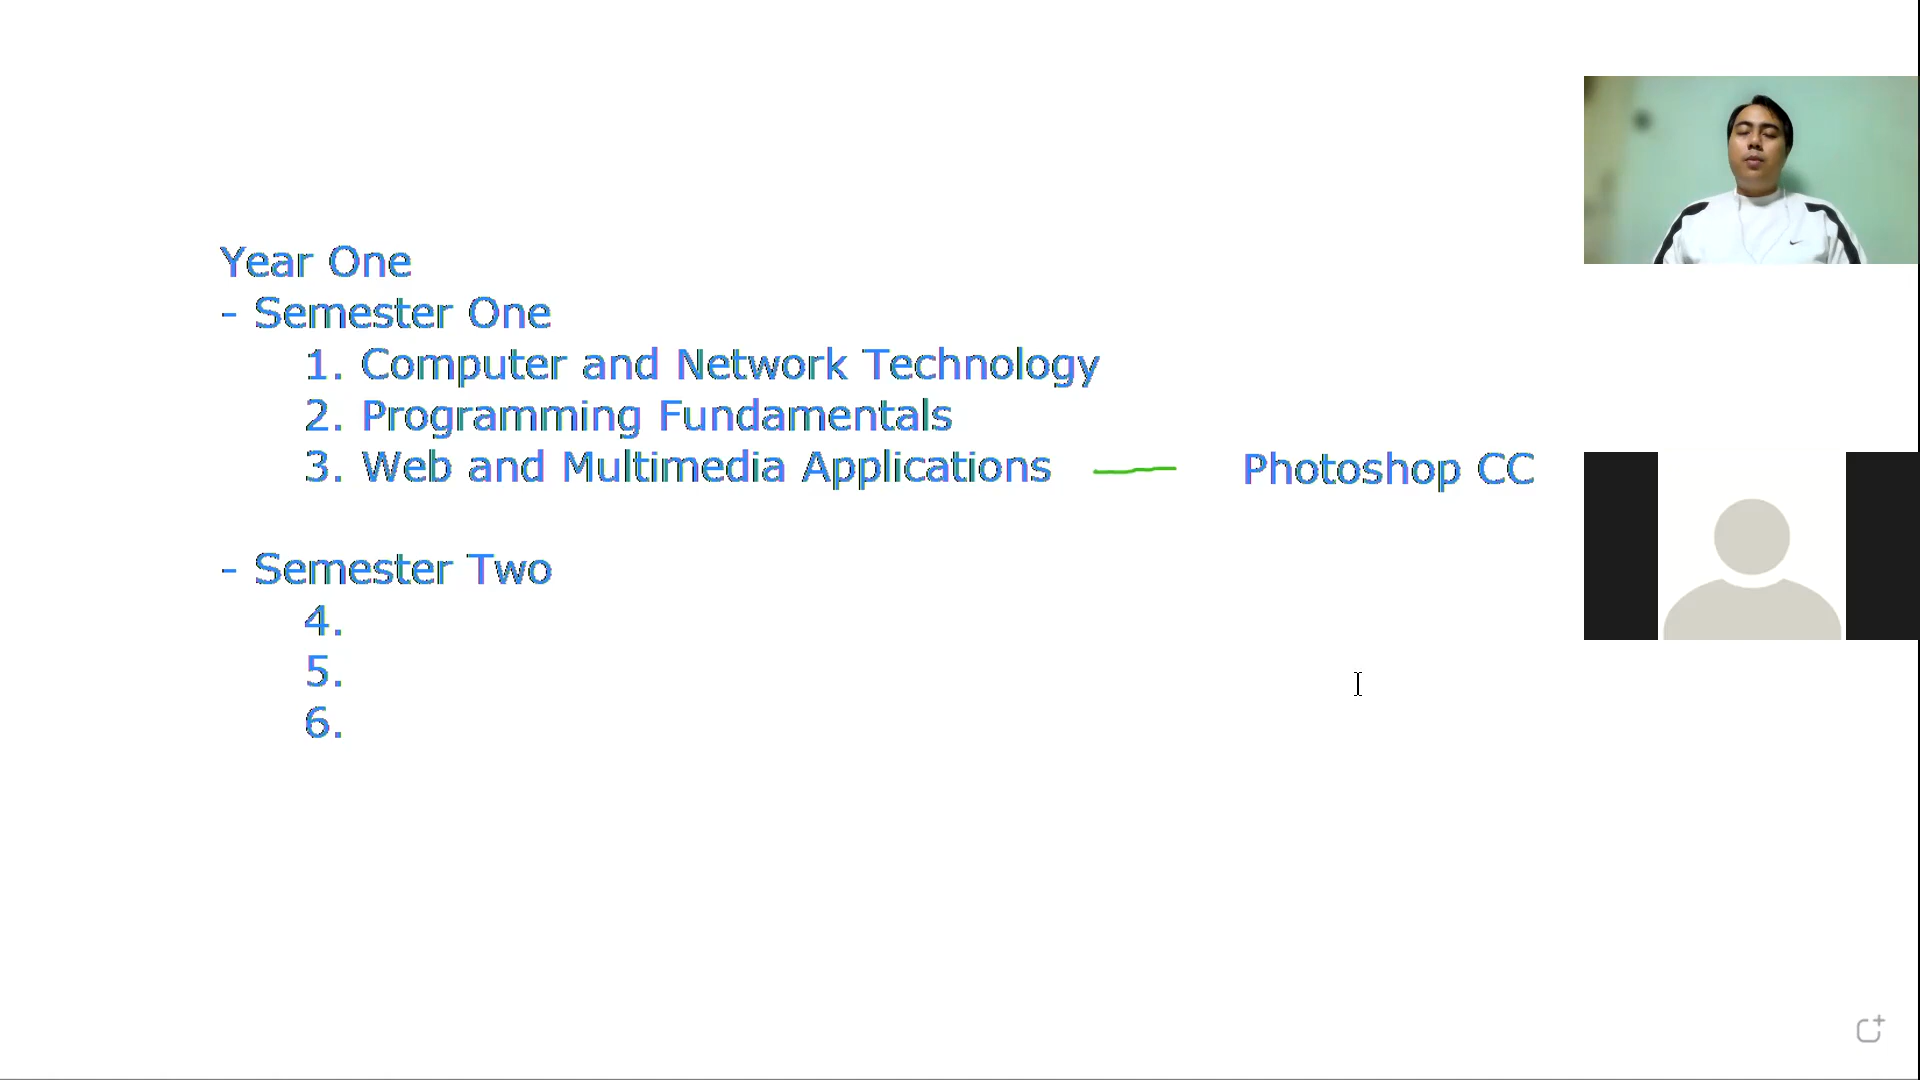 Year One
- Semester One
1. Computer and Network Technology
2. Programming Fundamentals
3. Web and Multimedia Applications Photoshop CC
- Semester Two
4.
5.
6.